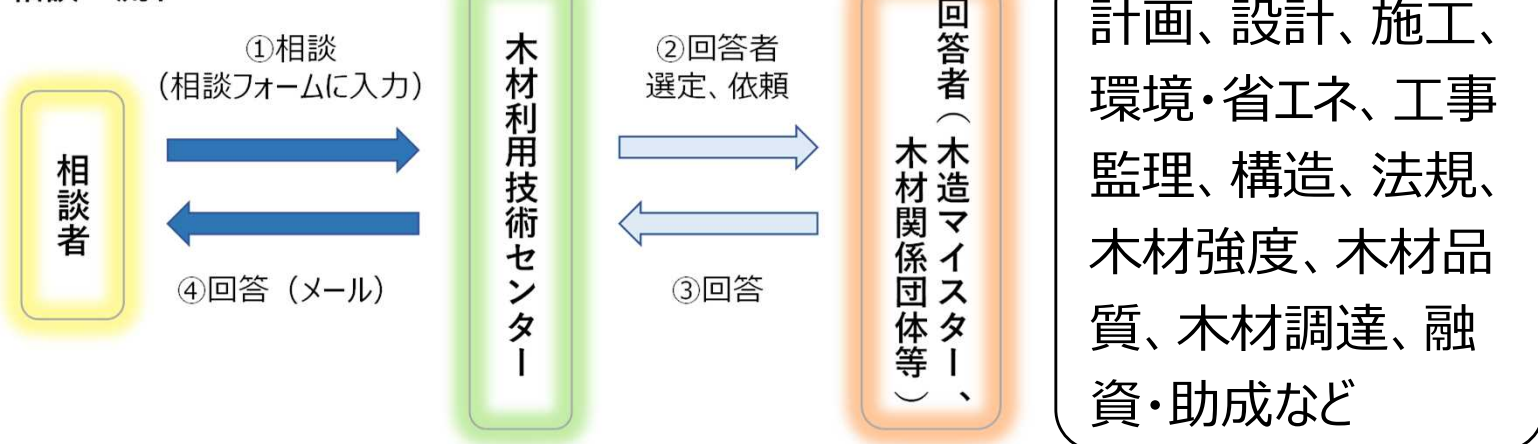 ①相談
(相談フォームに入力)
相談者
④回答（メール）
木材利用技術センター
②回答者
選定、依頼
③回答
回答者（木造マイスター、
木材関係団体等）
計画、設計、施工、
環境・省エネ、工事
監理、構造、法規、
木材強度、木材品
質、木材調達、融
資・助成など